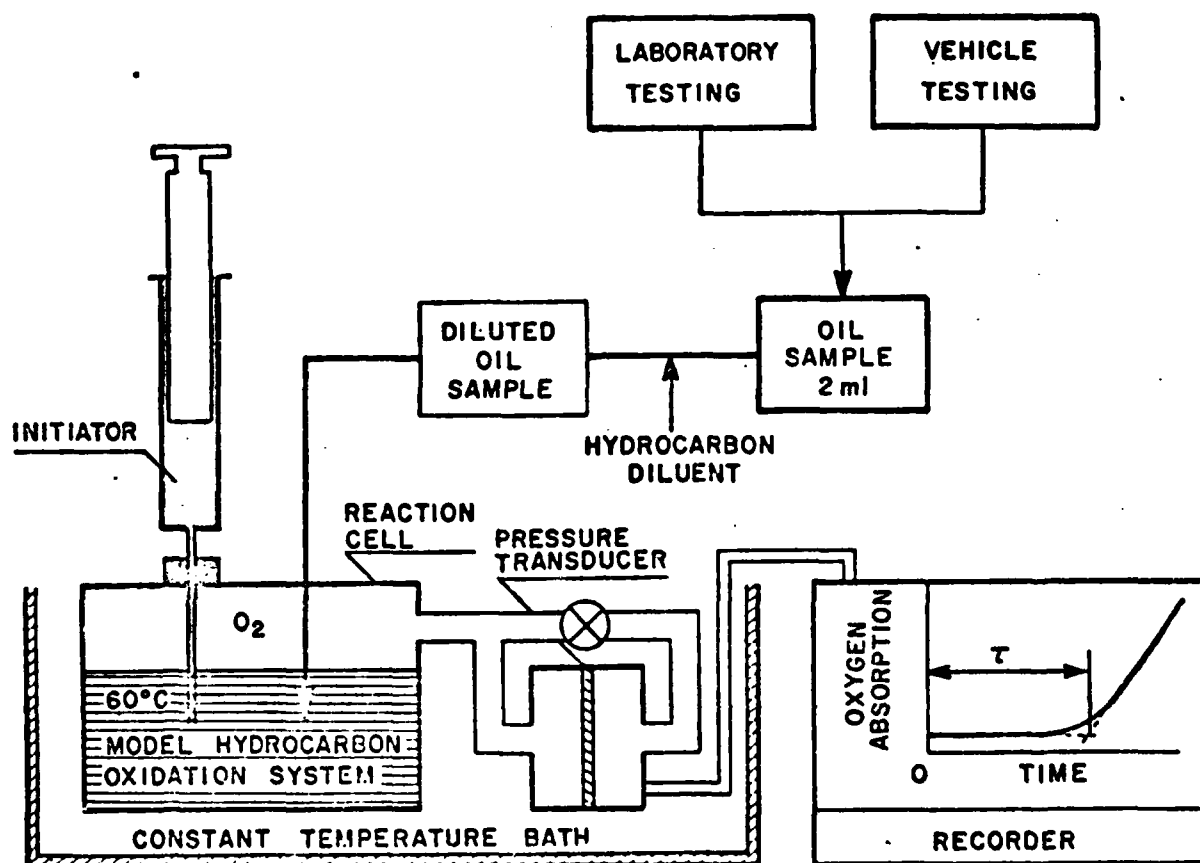 LABORATORY
TESTING
VEHICLE
TESTING
DILUTED
OIL
SAMPLE
OIL
SAMPLE
2 ml
INITIATOR
HYDROCARBON
DILUENT
REACTION
CELL
PRESSURE
TRANSDUCER
O2
60°C
MODEL HYDROCARBON
OXIDATION SYSTEM
CONSTANT TEMPERATURE BATH
OXYGEN
ABSORPTION
τ
O
TIME
RECORDER